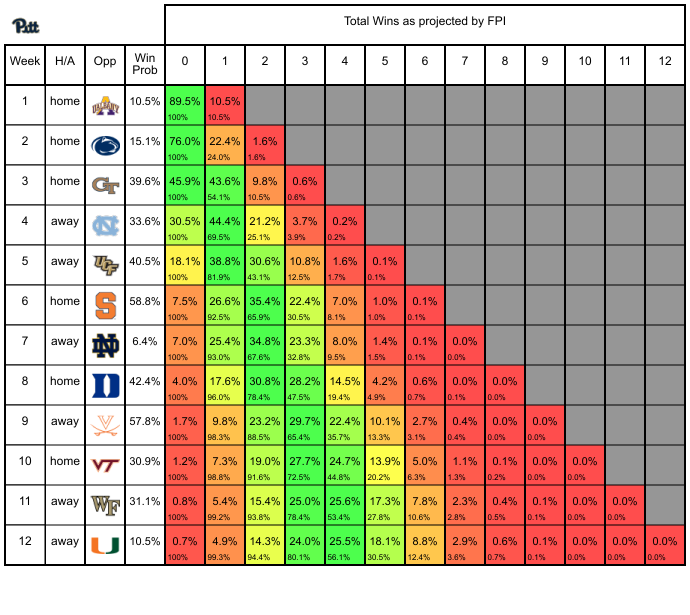 Pitt
Total Wins as projected by FPI
Week H/A Opp Win Prob 0 1 2 3 4 5 6 7 8 9 10 11 12
1 home ALBANY A 10.5% 89.5% 10.5%
100% 10.5%
2 home 15.1% 76.0% 22.4% 1.6%
100% 24.0% 1.6%
3 home GT 39.6% 45.9% 43.6% 9.8% 0.6%
100% 54.1% 10.5% 0.6%
4 away NC 33.6% 30.5% 44.4% 21.2% 3.7% 0.2%
100% 69.5% 25.1% 3.9% 0.2%
5 away UCF 40.5% 18.1% 38.8% 30.6% 10.8% 1.6% 0.1%
100% 81.9% 43.1% 12.5% 1.7% 0.1%
6 home S 58.8% 7.5% 26.6% 35.4% 22.4% 7.0% 1.0% 0.1%
100% 92.5% 65.9% 30.5% 8.1% 1.0% 0.1%
7 away ND 6.4% 7.0% 25.4% 34.8% 23.3% 8.0% 1.4% 0.1% 0.0%
100% 93.0% 67.6% 32.8% 9.5% 1.5% 0.1% 0.0%
8 home D 42.4% 4.0% 17.6% 30.8% 28.2% 14.5% 4.2% 0.6% 0.0% 0.0%
100% 96.0% 78.4% 47.5% 19.4% 4.9% 0.7% 0.1% 0.0%
9 away V 57.8% 1.7% 9.8% 23.2% 29.7% 22.4% 10.1% 2.7% 0.4% 0.0% 0.0%
100% 98.3% 88.5% 65.4% 35.7% 13.3% 3.1% 0.4% 0.0% 0.0%
10 home VT 30.9% 1.2% 7.3% 19.0% 27.7% 24.7% 13.9% 5.0% 1.1% 0.1% 0.0% 0.0%
100% 98.8% 91.6% 72.5% 44.8% 20.2% 6.3% 1.3% 0.2% 0.0% 0.0%
11 away WF 31.1% 0.8% 5.4% 15.4% 25.0% 25.6% 17.3% 7.8% 2.3% 0.4% 0.1% 0.0% 0.0%
100% 99.2% 93.8% 78.4% 53.4% 27.8% 10.6% 2.8% 0.5% 0.1% 0.0% 0.0%
12 away U 10.5% 0.7% 4.9% 14.3% 24.0% 25.5% 18.1% 8.8% 2.9% 0.6% 0.1% 0.0% 0.0% 0.0%
100% 99.3% 94.4% 80.1% 56.1% 30.5% 12.4% 3.6% 0.7% 0.1% 0.0% 0.0% 0.0%